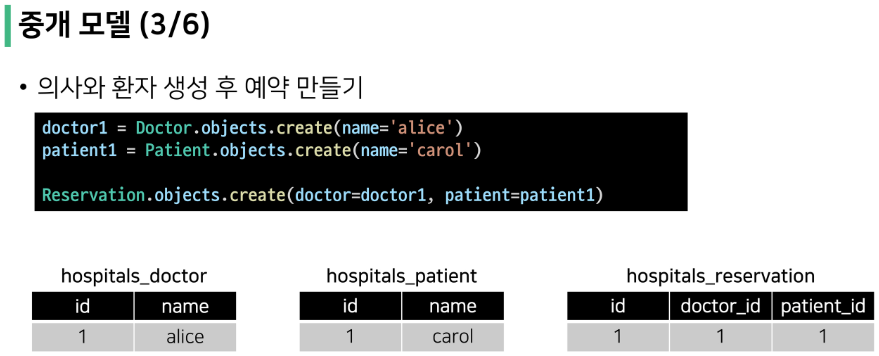 중개 모델 (3/6)
• 의사와 환자 생성 후 예약 만들기
doctor1 = Doctor.objects.create(name='alice')
patient1 = Patient.objects.create(name='carol')
Reservation.objects.create(doctor=doctor1, patient=patient1)
hospitals_doctor
id name
1 alice
hospitals_patient
id name
1 carol
hospitals_reservation
id doctor_id patient_id
1 1 1